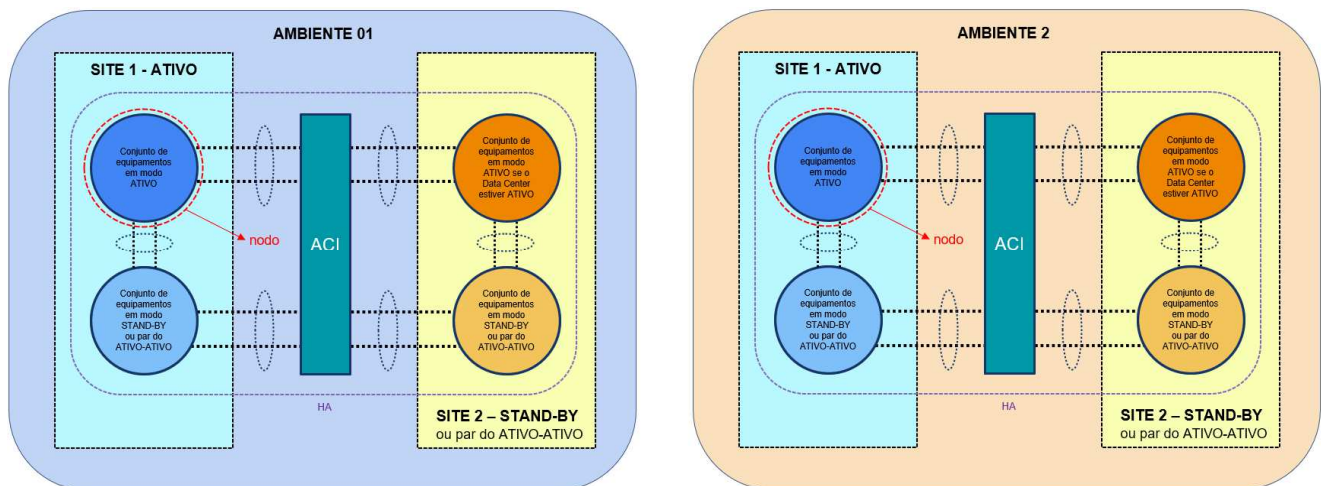 AMBIENTE 01
SITE 1 - ATIVO
Conjunto de
equipamentos
em modo
ATIVO
nodo
Conjunto de
equipamentos
em modo
STAND-BY
ou par do
ATIVO-ATIVO
ACI
Conjunto de
equipamentos
em modo
ATIVO se o
Data Center
estiver ATIVO
Conjunto de
equipamentos
em modo
STAND-BY
ou par do
ATIVO-ATIVO
HA
SITE 2 – STAND-BY
ou par do ATIVO-ATIVO
AMBIENTE 2
SITE 1 - ATIVO
Conjunto de
equipamentos
em modo
ATIVO
nodo
Conjunto de
equipamentos
em modo
STAND-BY
ou par do
ATIVO-ATIVO
ACI
Conjunto de
equipamentos
em modo
ATIVO se o
Data Center
estiver ATIVO
Conjunto de
equipamentos
em modo
STAND-BY
ou par do
ATIVO-ATIVO
HA
SITE 2 – STAND-BY
ou par do ATIVO-ATIVO